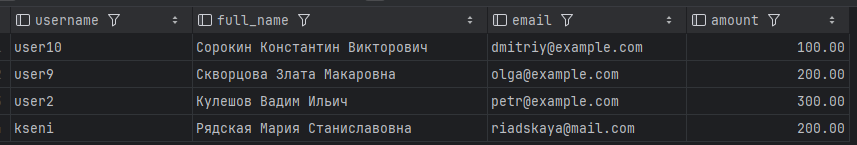 username full_name email amount
user10 Сорокин Константин Викторович dmitriy@example.com 100.00
user9 Скворцова Злата Макаровна olga@example.com 200.00
user2 Кулешов Вадим Ильич petr@example.com 300.00
kseni Рядская Мария Станиславовна riadskaya@mail.com 200.00